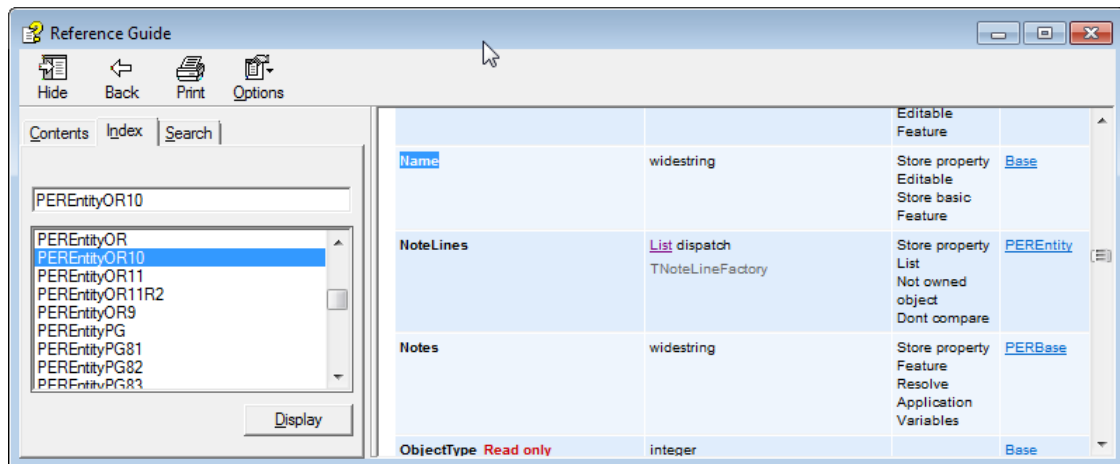 Reference Guide
Hide Back Print Options
Contents Index Search
PEREntityOR10
PEREntityOR
PEREntityOR10
PEREntityOR11
PEREntityOR11R2
PEREntityOR9
PEREntityPG
PEREntityPG81
PEREntityPG82
PEREntityPG83
Display
Editable
Feature
Name widestring Store property Base
Editable
Store basic
Feature
NoteLines List dispatch Store property PEREntity
TNoteLineFactory List
Not owned
object
Dont compare
Notes widestring Store property PERBase
Feature
Resolve
Application
Variables
ObjectType Read only integer Base